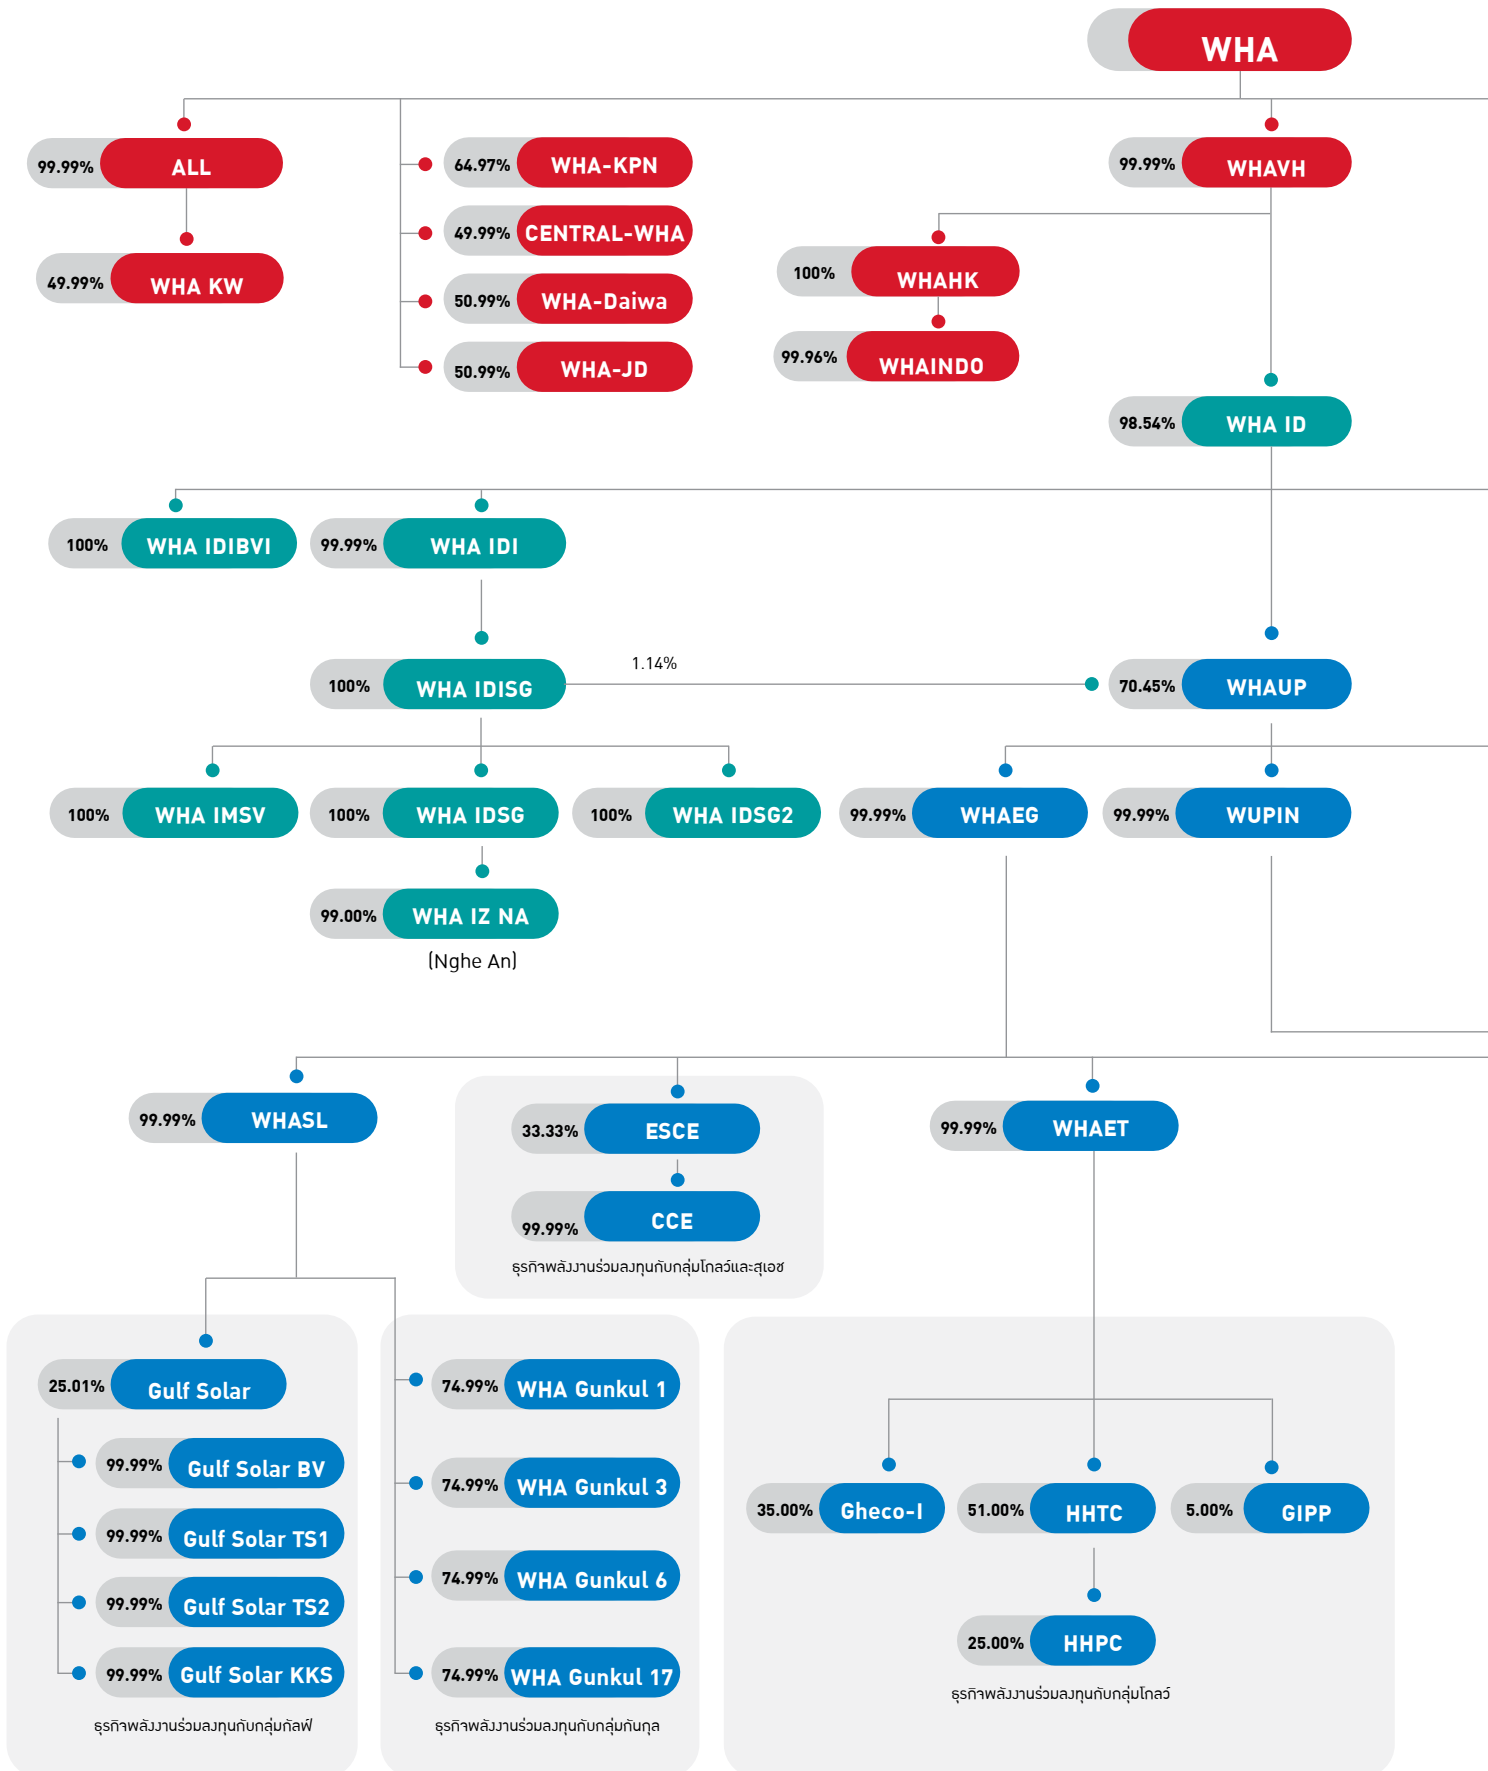 WHA
99.99% ALL
64.97% WHA-KPN
99.99% WHAVH
49.99% CENTRAL-WHA
49.99% WHA KW
100% WHAHK
50.99% WHA-Daiwa
99.96% WHAINDO
50.99% WHA-JD
98.54% WHA ID
100% WHA IDIBVI
99.99% WHA IDI
1.14%
100% WHA IDISG
70.45% WHAUP
100% WHA IMSV
100% WHA IDSG
100% WHA IDSG2
99.99% WHAEG
99.99% WUPIN
99.00% WHA IZ NA
(Nghe An)
99.99% WHASL
33.33% ESCE
99.99% WHAET
99.99% CCE
ธุรกิจพลังงานร่วมลงทุนกับกลุ่มโกลว์และสุเอซ
25.01% Gulf Solar
74.99% WHA Gunkul 1
99.99% Gulf Solar BV
74.99% WHA Gunkul 3
35.00% Gheco-I
51.00% HHTC
5.00% GIPP
99.99% Gulf Solar TS1
74.99% WHA Gunkul 6
99.99% Gulf Solar TS2
25.00% HHPC
99.99% Gulf Solar KKS
74.99% WHA Gunkul 17
ธุรกิจพลังงานร่วมลงทุนกับกลุ่มโกลว์
ธุรกิจพลังงานร่วมลงทุนกับกลุ่มกัลฟ์
ธุรกิจพลังงานร่วมลงทุนกับกลุ่มกันกุล